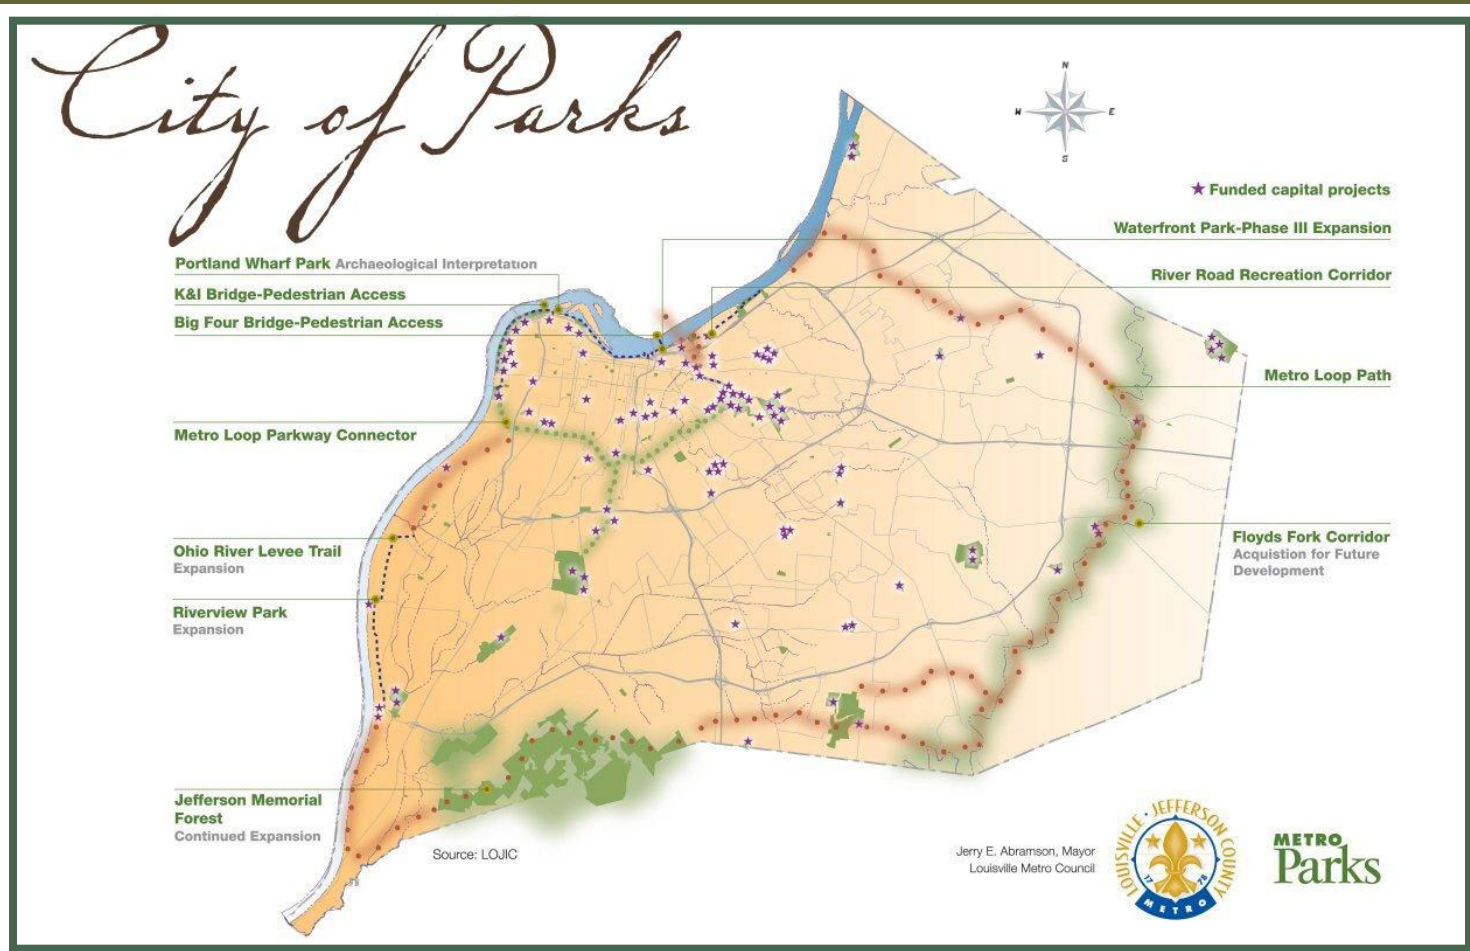 City of Parks
N
W E
S
Funded capital projects
Waterfront Park-Phase III Expansion
River Road Recreation Corridor
Portland Wharf Park Archaeological Interpretation
K&I Bridge-Pedestrian Access
Big Four Bridge-Pedestrian Access
Metro Loop Path
Metro Loop Parkway Connector
Floyds Fork Corridor
Acquistion for Future
Development
Ohio River Levee Trail
Expansion
Riverview Park
Expansion
Jefferson Memorial
Forest
Continued Expansion
Source: LOJIC
Jerry E. Abramson, Mayor
Louisville Metro Council
LOUISVILLE · JEFFERSON COUNTY
17 78
METRO
METRO
Parks